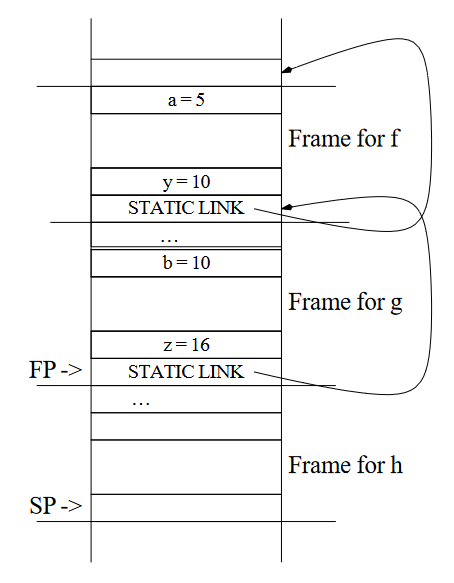 a = 5
Frame for f
y = 10
STATIC LINK
...
b = 10
Frame for g
z = 16
FP -> STATIC LINK
...
Frame for h
SP ->